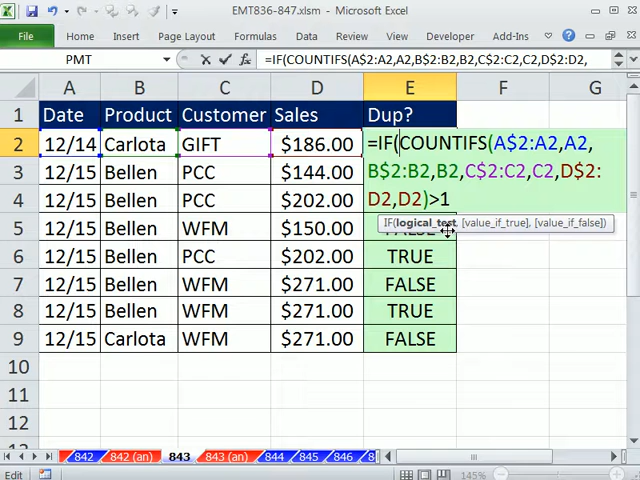 EMT836-847.xlsm - Microsoft Excel
File Home Insert Page Layout Formulas Data Review View Developer Add-Ins
PMT =IF(COUNTIFS(A$2:A2,A2,B$2:B2,B2,C$2:C2,C2,D$2:D2,
A B C D E F G
1 Date Product Customer Sales Dup?
2 12/14 Carlota GIFT $186.00 =IF(COUNTIFS(A$2:A2,A2,
B$2:B2,B2,C$2:C2,C2,D$2:
D2,D2)>1
3 12/15 Bellen PCC $144.00
4 12/15 Bellen PCC $202.00
IF(logical_test, [value_if_true], [value_if_false])
5 12/15 Bellen WFM $150.00 FALSE
6 12/15 Bellen PCC $202.00 TRUE
7 12/15 Bellen WFM $271.00 FALSE
8 12/15 Bellen WFM $271.00 TRUE
9 12/15 Carlota WFM $271.00 FALSE
10
11
12
842 842 (an) 843 843 (an) 844 845 846
Edit 145%